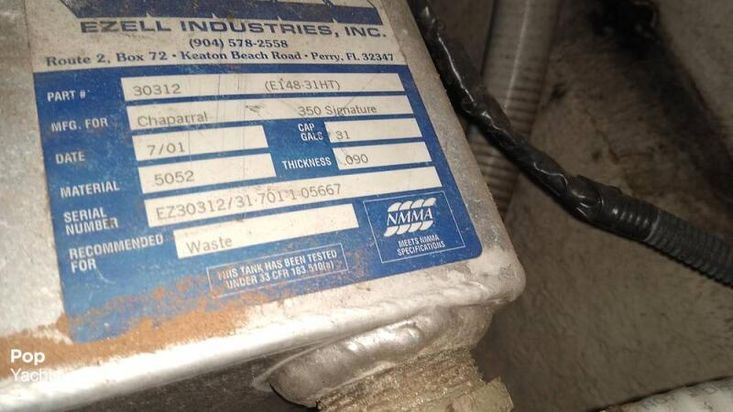 EZELL INDUSTRIES, INC.
(904) 578-2558
Route 2, Box 72 • Keaton Beach Road • Perry, FL 32347
PART # 30312 (E148-31HT)
MFG. FOR Chaparral 350 Signature
DATE 7/01 CAP GALS 31
MATERIAL 5052 THICKNESS .090
SERIAL NUMBER EZ30312/31-701-1-05667
RECOMMENDED FOR Waste
NMMA
MEETS NMMA
SPECIFICATIONS
THIS TANK HAS BEEN TESTED
UNDER 33 CFR 183.510(a)
Pop
Yachts